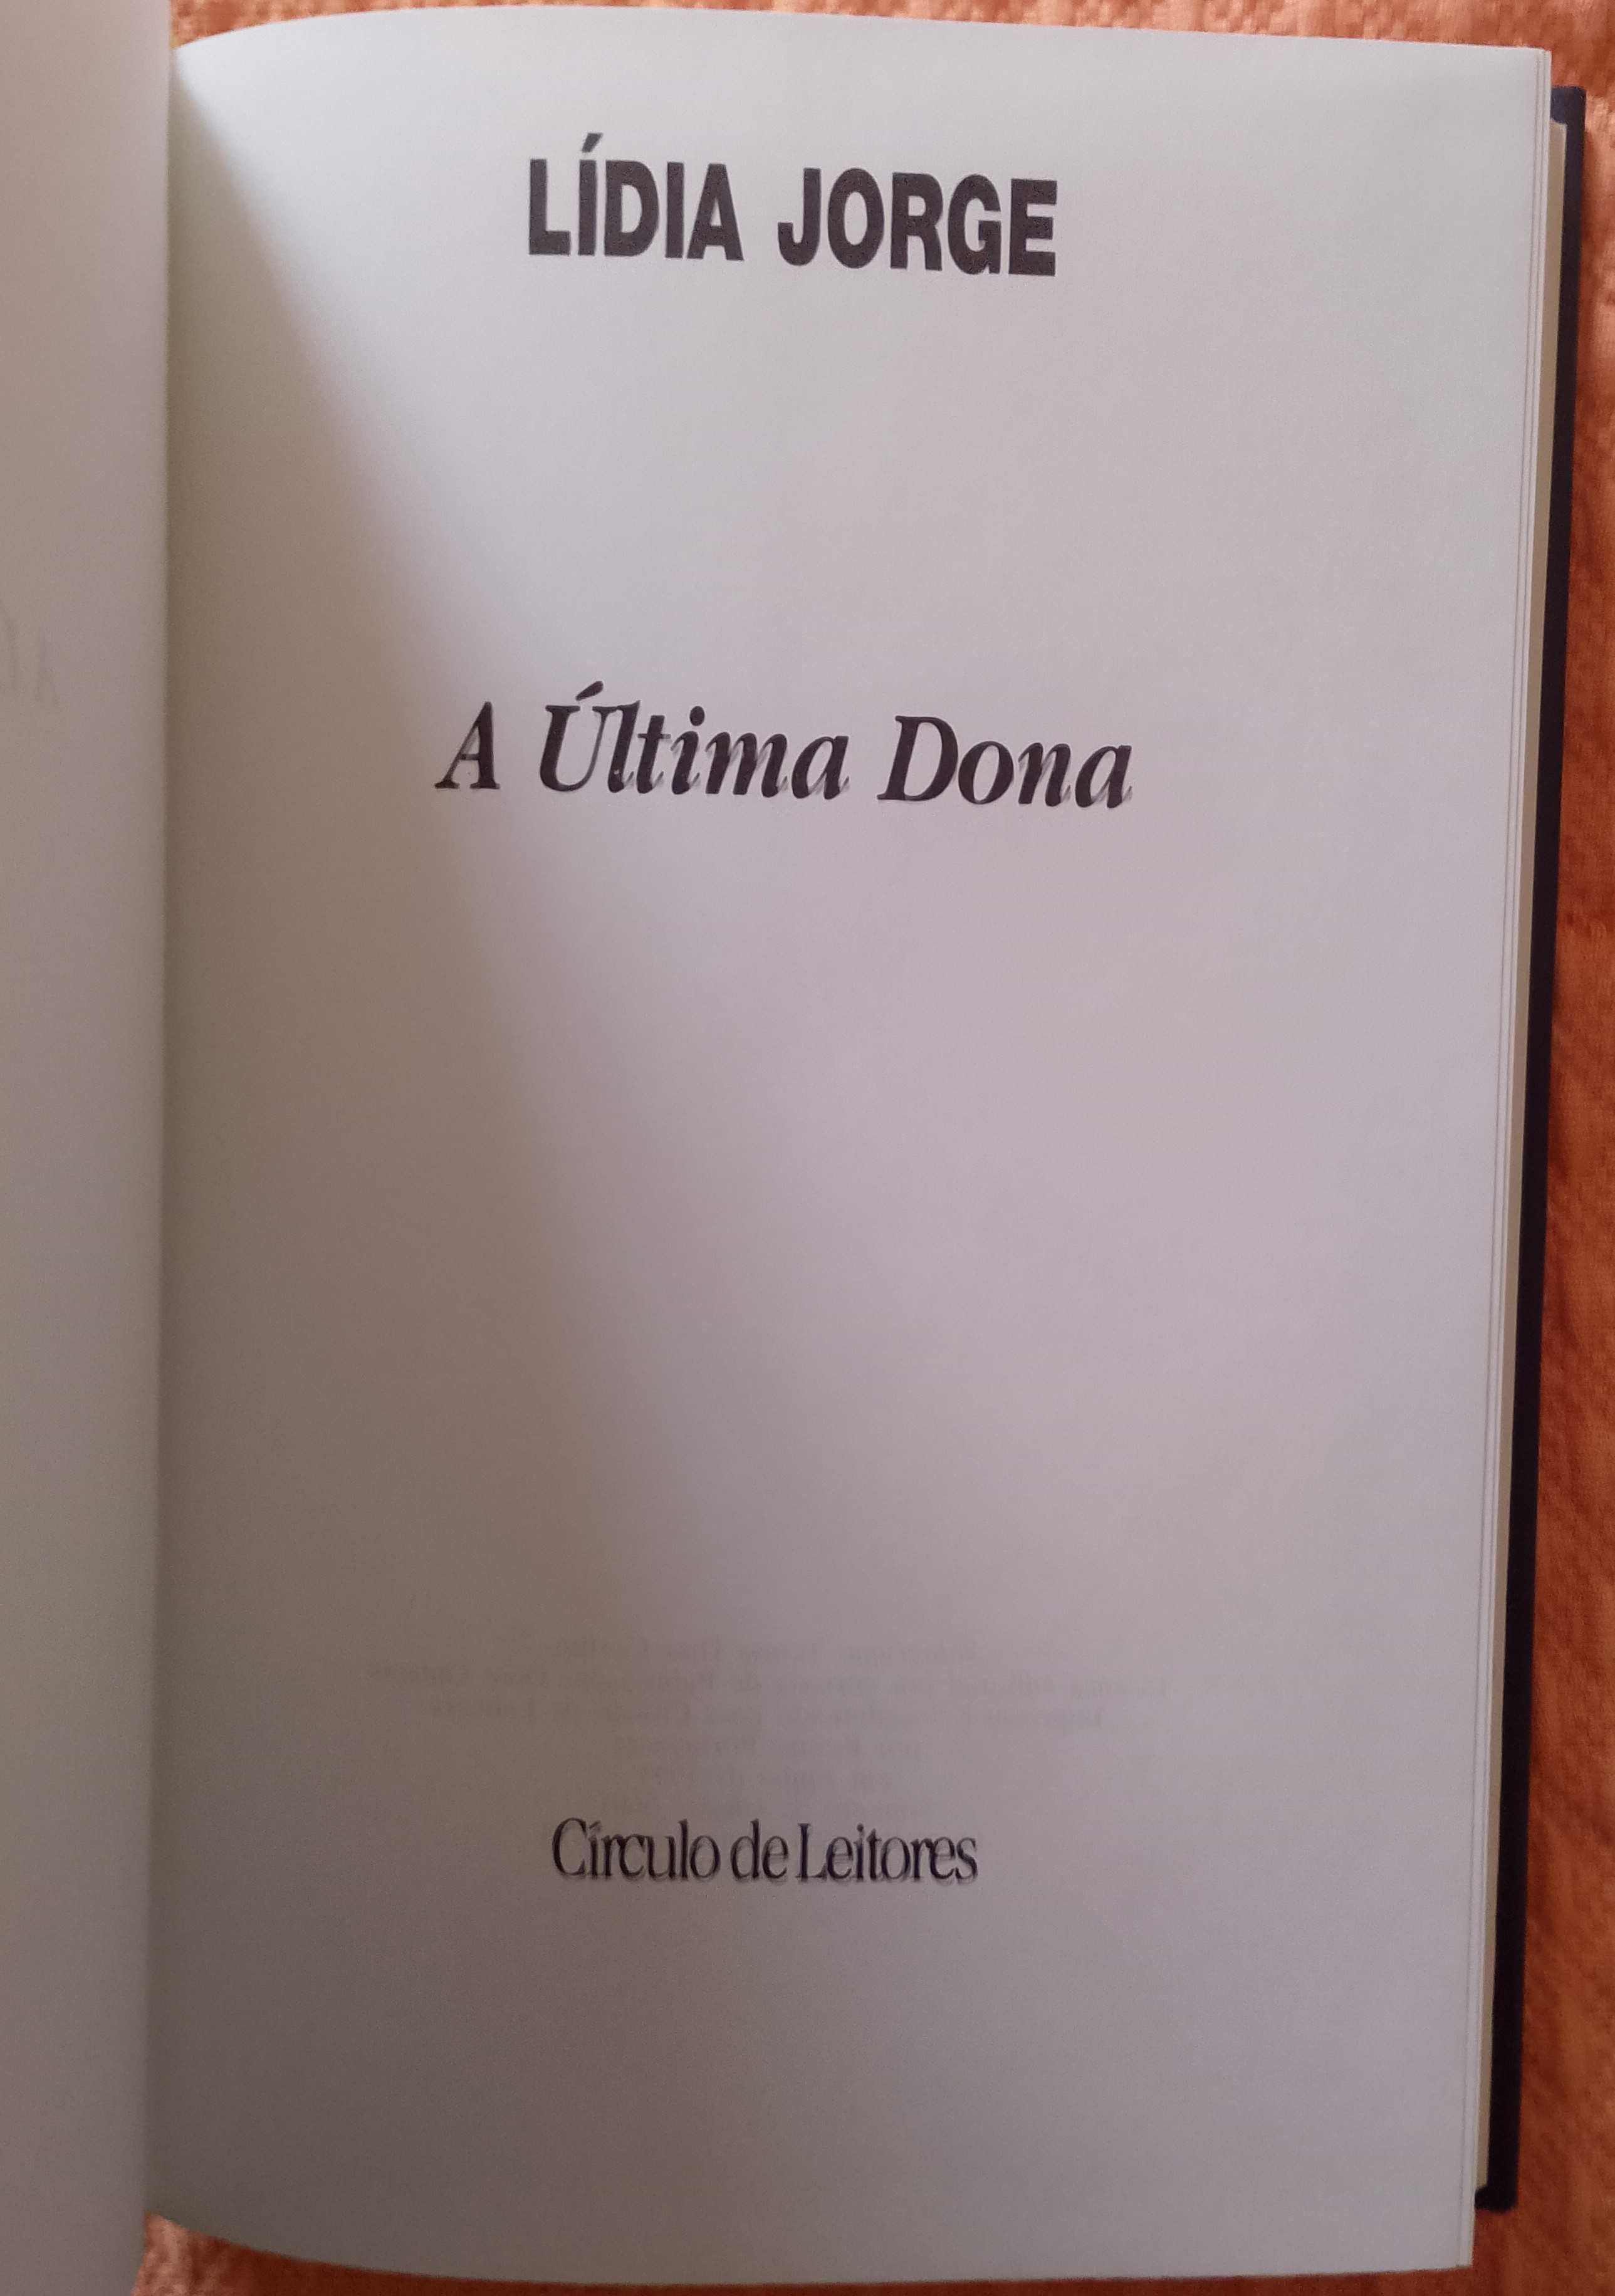 LÍDIA JORGE
A Última Dona
Círculo de Leitores